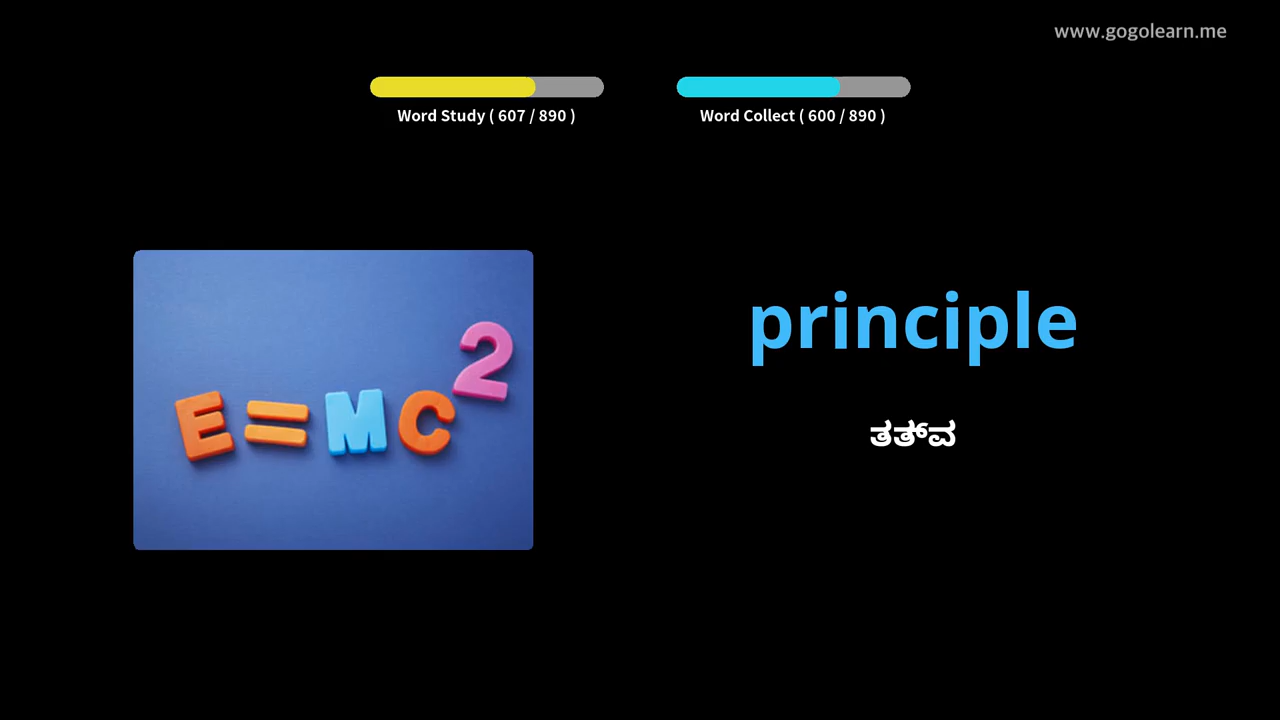 www.gogolearn.me
Word Study ( 607 / 890 )
Word Collect ( 600 / 890 )
principle
ತತ್ವ
E=MC2